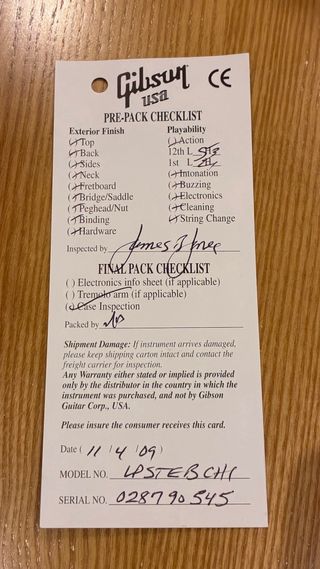 Gibson CE
USA
PRE-PACK CHECKLIST
Exterior Finish Playability
(✓) Top ( ) Action
(✓) Back 12th L
(✓) Sides 1st L
(✓) Neck (✓) Intonation
(✓) Fretboard (✓) Buzzing
(✓) Bridge/Saddle (✓) Electronics
(✓) Peghead/Nut (✓) Cleaning
(✓) Binding (✓) String Change
(✓) Hardware
Inspected by James B Jones
FINAL PACK CHECKLIST
( ) Electronics info sheet (if applicable)
( ) Tremolo arm (if applicable)
(✓) Case Inspection
Packed by
Shipment Damage: If instrument arrives damaged,
please keep shipping carton intact and contact the
freight carrier for inspection.
Any Warranty either stated or implied is provided
only by the distributor in the country in which the
instrument was purchased, and not by Gibson
Guitar Corp., USA.
Please insure the consumer receives this card.
Date ( 11 / 4 / 09 )
MODEL NO. LPSTEBCH1
SERIAL NO. 028790545